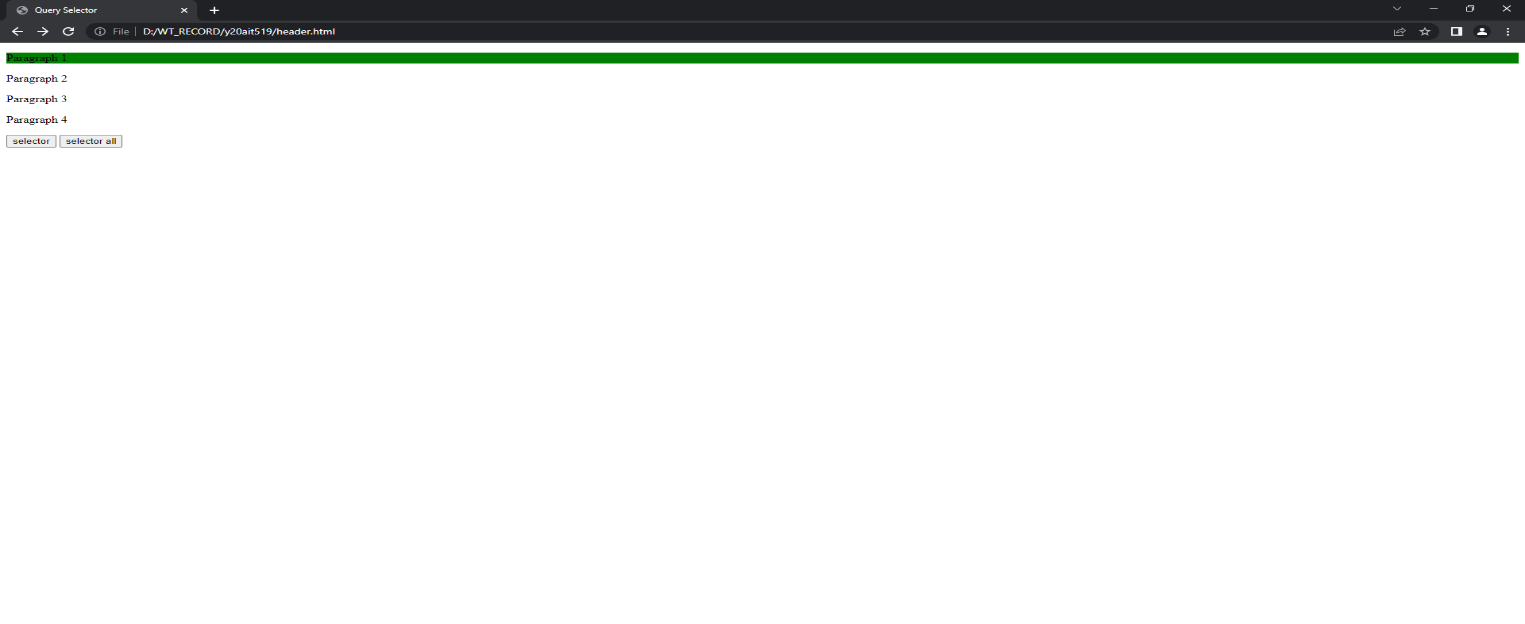 Query Selector
File D:/WT_RECORD/y20ait519/header.html
Paragraph 1
Paragraph 2
Paragraph 3
Paragraph 4
selector selector all